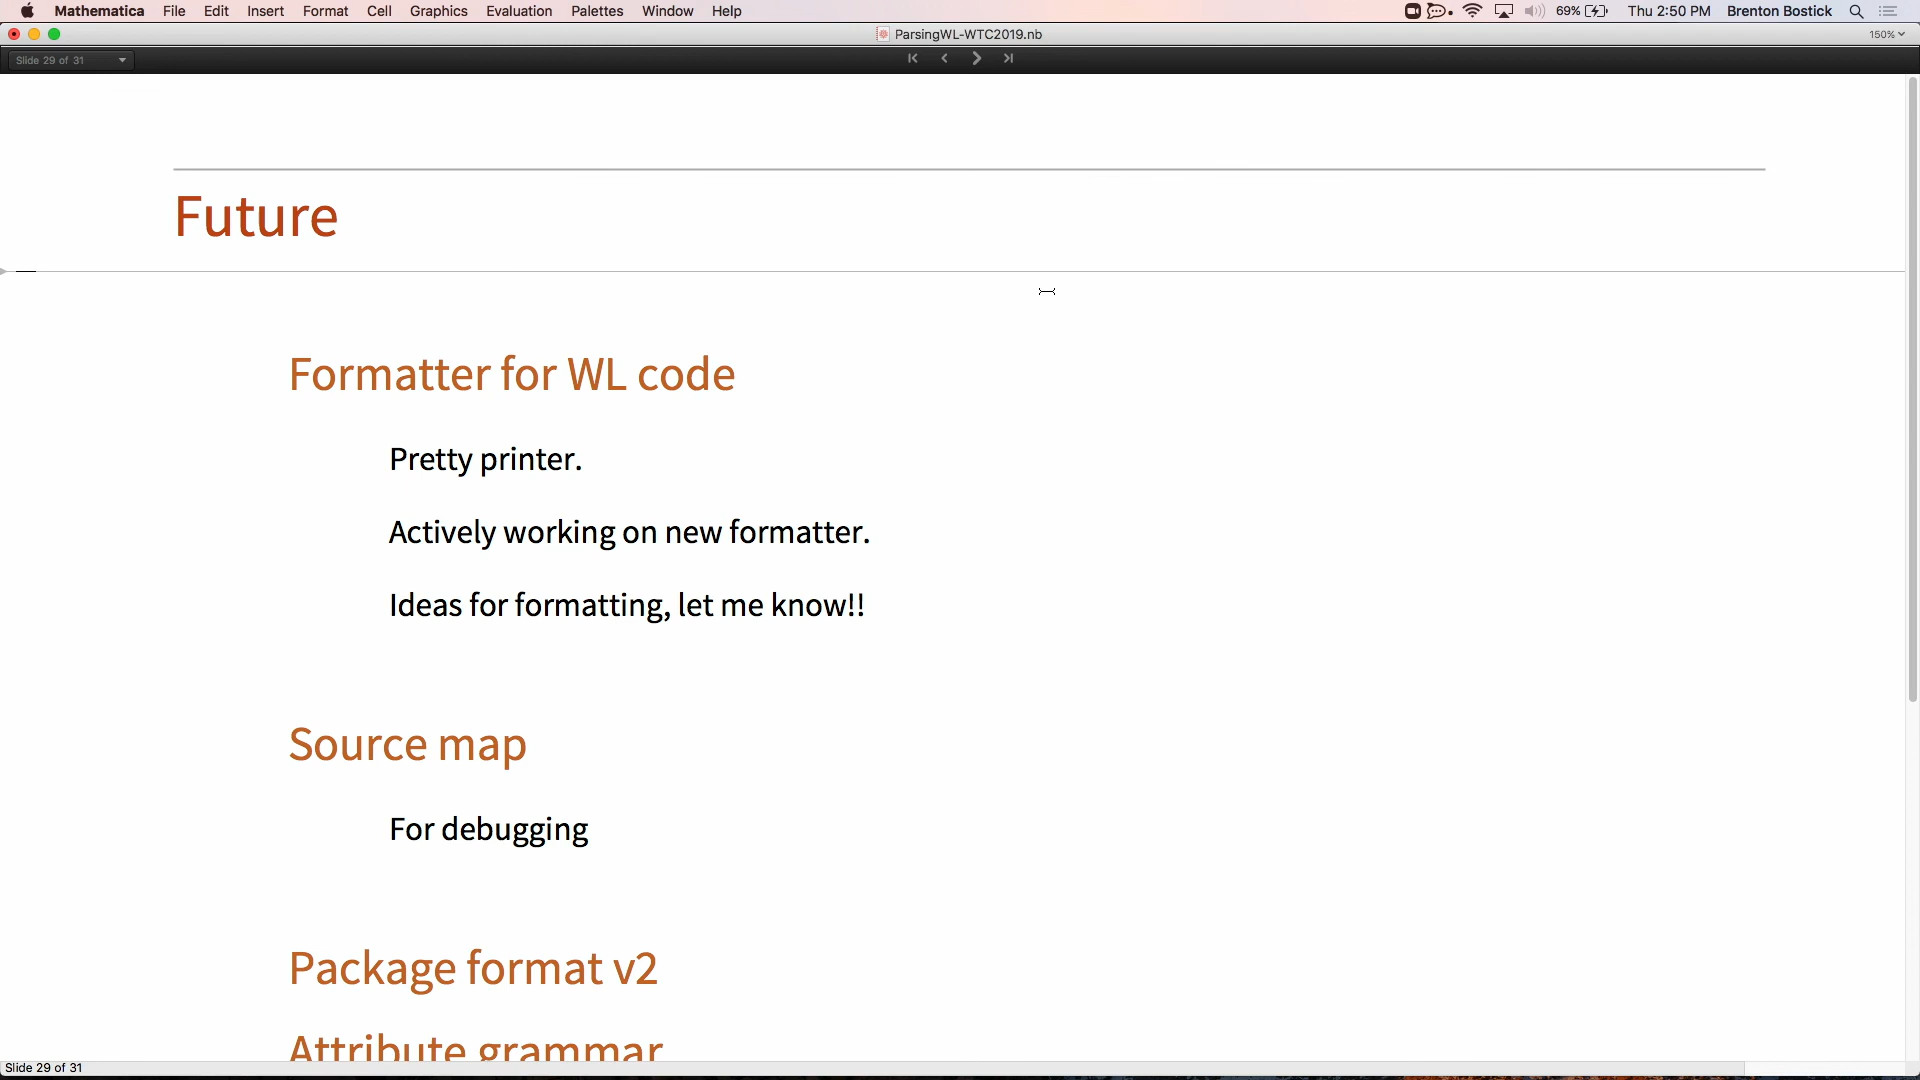 Mathematica File Edit Insert Format Cell Graphics Evaluation Palettes Window Help 69% Thu 2:50 PM Brenton Bostick
ParsingWL-WTC2019.nb 150%
Slide 29 of 31
Future
Formatter for WL code
Pretty printer.
Actively working on new formatter.
Ideas for formatting, let me know!!
Source map
For debugging
Package format v2
Attribute grammar
Slide 29 of 31